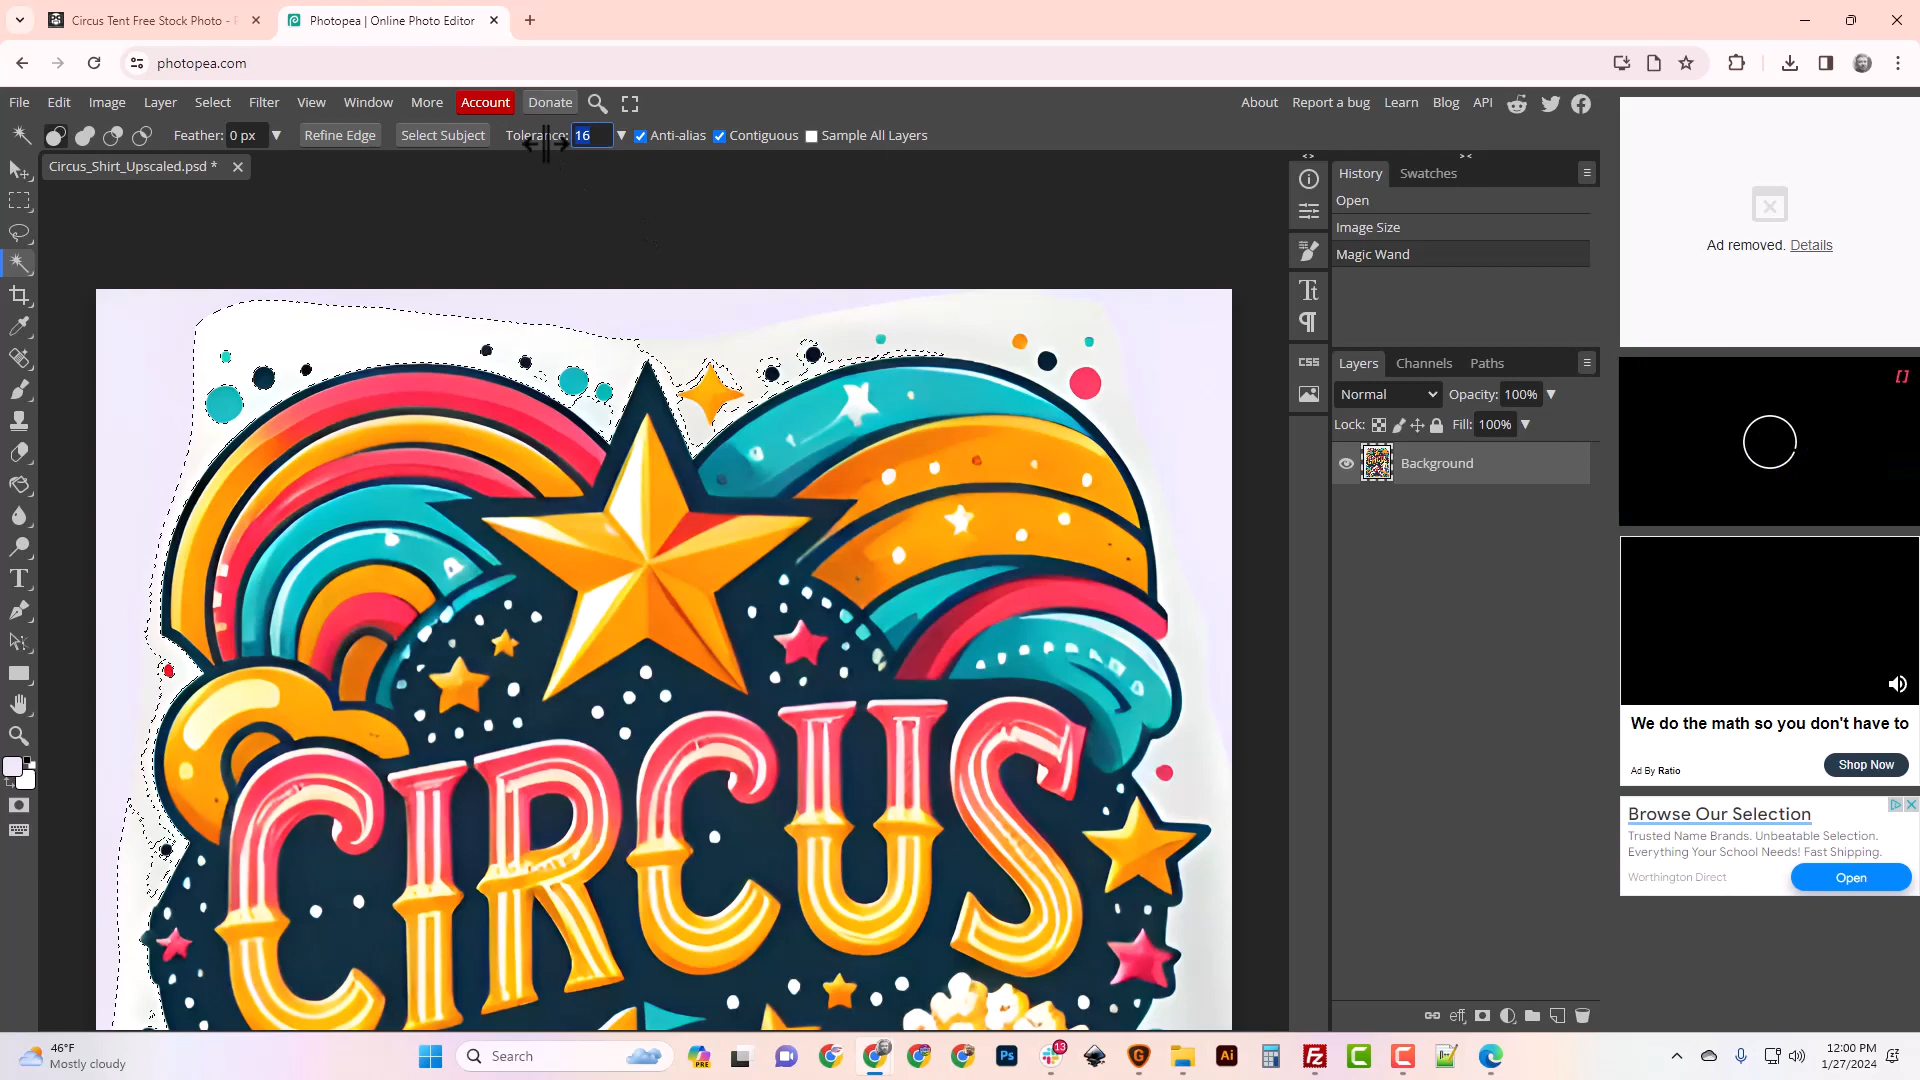 Circus Tent Free Stock Photo -
Photopea | Online Photo Editor
photopea.com
File Edit Image Layer Select Filter View Window More Account Donate
About Report a bug Learn Blog API
Feather: 0 px Refine Edge Select Subject Tolerance: 16 Anti-alias Contiguous Sample All Layers
Circus_Shirt_Upscaled.psd *
< >
> <
History Swatches
Open
Image Size
Magic Wand
Layers Channels Paths
Normal Opacity: 100%
Lock: Fill: 100%
Background
CSS
eff
CIRCUS
Ad removed. Details
[ ]
We do the math so you don't have to
Ad By Ratio Shop Now
Browse Our Selection
Trusted Name Brands. Unbeatable Selection.
Everything Your School Needs! Fast Shipping.
Worthington Direct Open
46°F
Mostly cloudy
Search
PRE
Ps
13
Ai
12:00 PM
1/27/2024